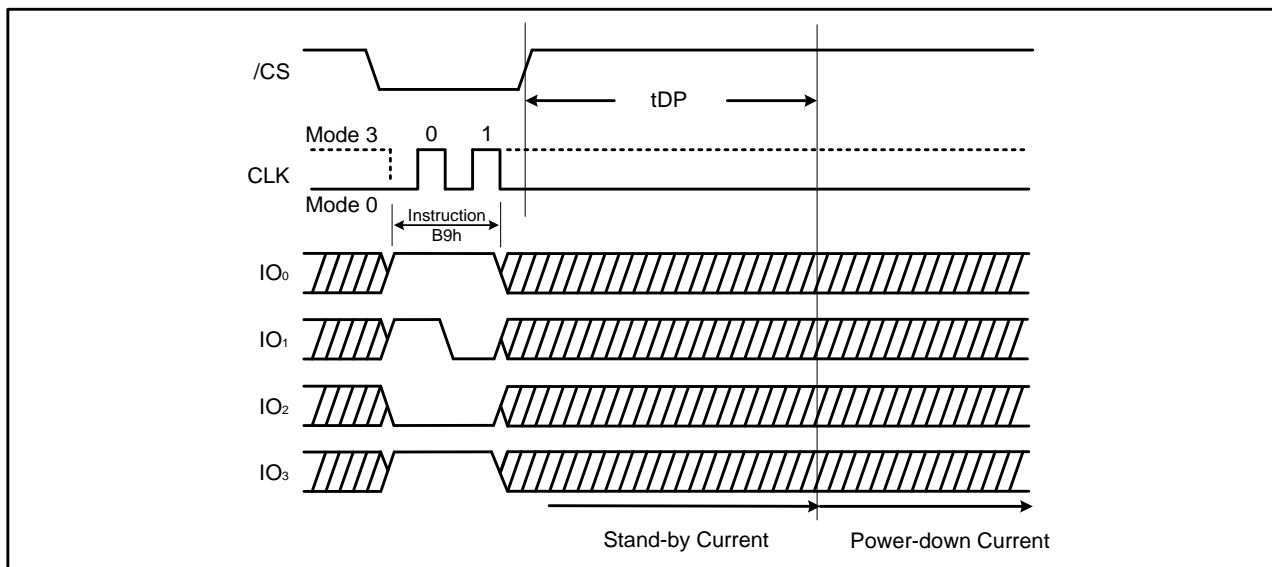 /CS
tDP
Mode 3 0 1
CLK
Mode 0
Instruction
B9h
IO₀
IO₁
IO₂
IO₃
Stand-by Current Power-down Current